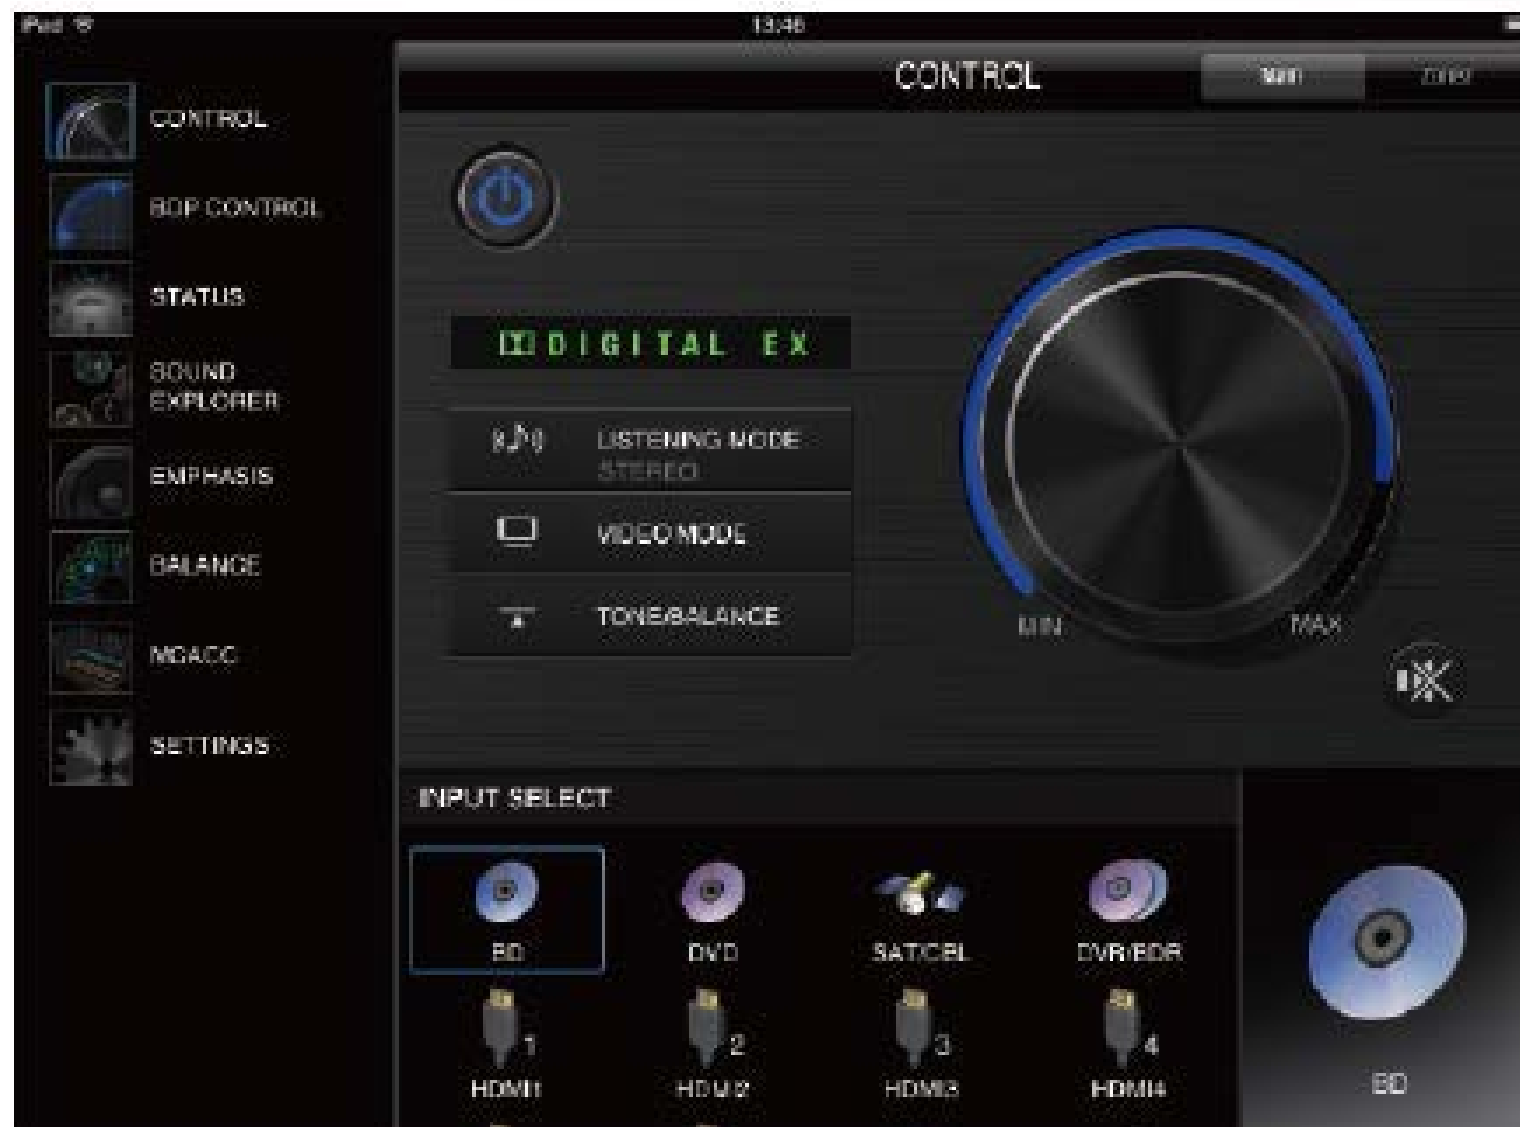 iPad
13:46
CONTROL
Main
CONTROL
BDP CONTROL
STATUS
SOUND
EXPLORER
EMPHASIS
BALANCE
MCACC
SETTINGS
DIGITAL EX
LISTENING MODE
STEREO
VIDEO MODE
TONE/BALANCE
MIN
MAX
INPUT SELECT
BD
DVD
SAT/CBL
DVR/BDR
1
2
3
4
HDMI1
HDMI2
HDMI3
HDMI4
BD